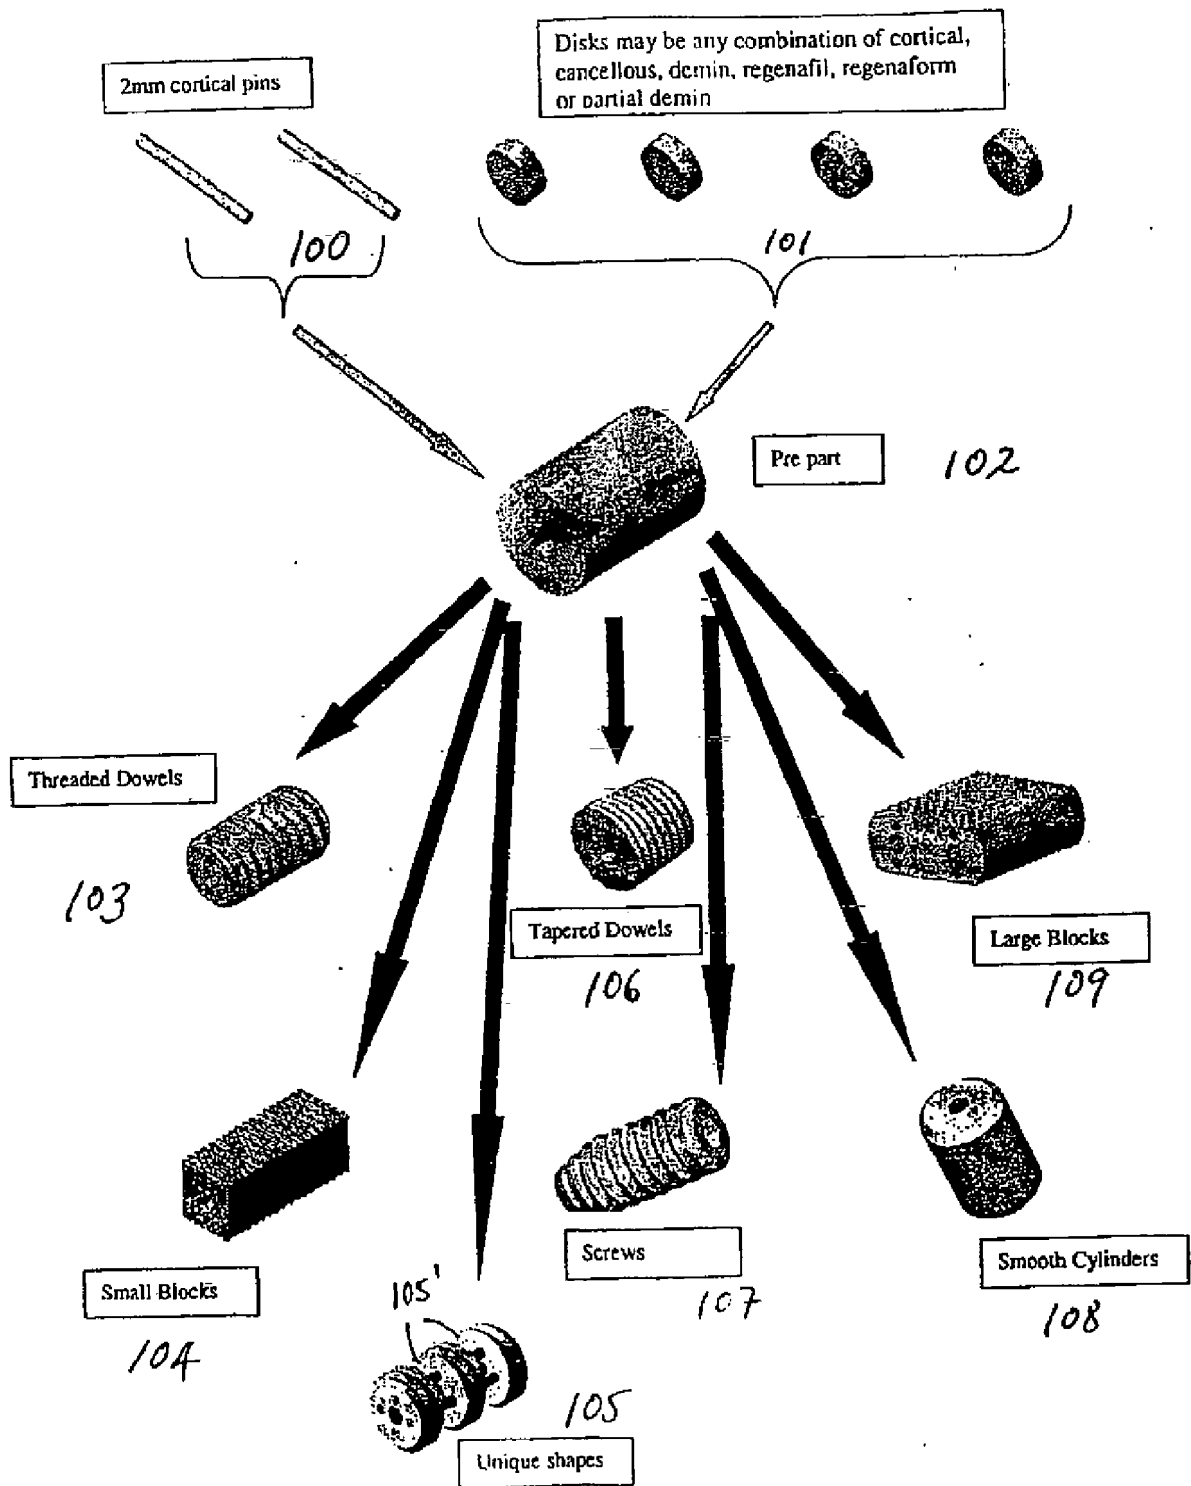 2mm cortical pins
Disks may be any combination of cortical,
cancellous, demin, regenafil, regenaform
or partial demin
100
101
Pre part
102
Threaded Dowels
103
Tapered Dowels
106
Large Blocks
109
Small Blocks
104
105'
105
Unique shapes
Screws
107
Smooth Cylinders
108